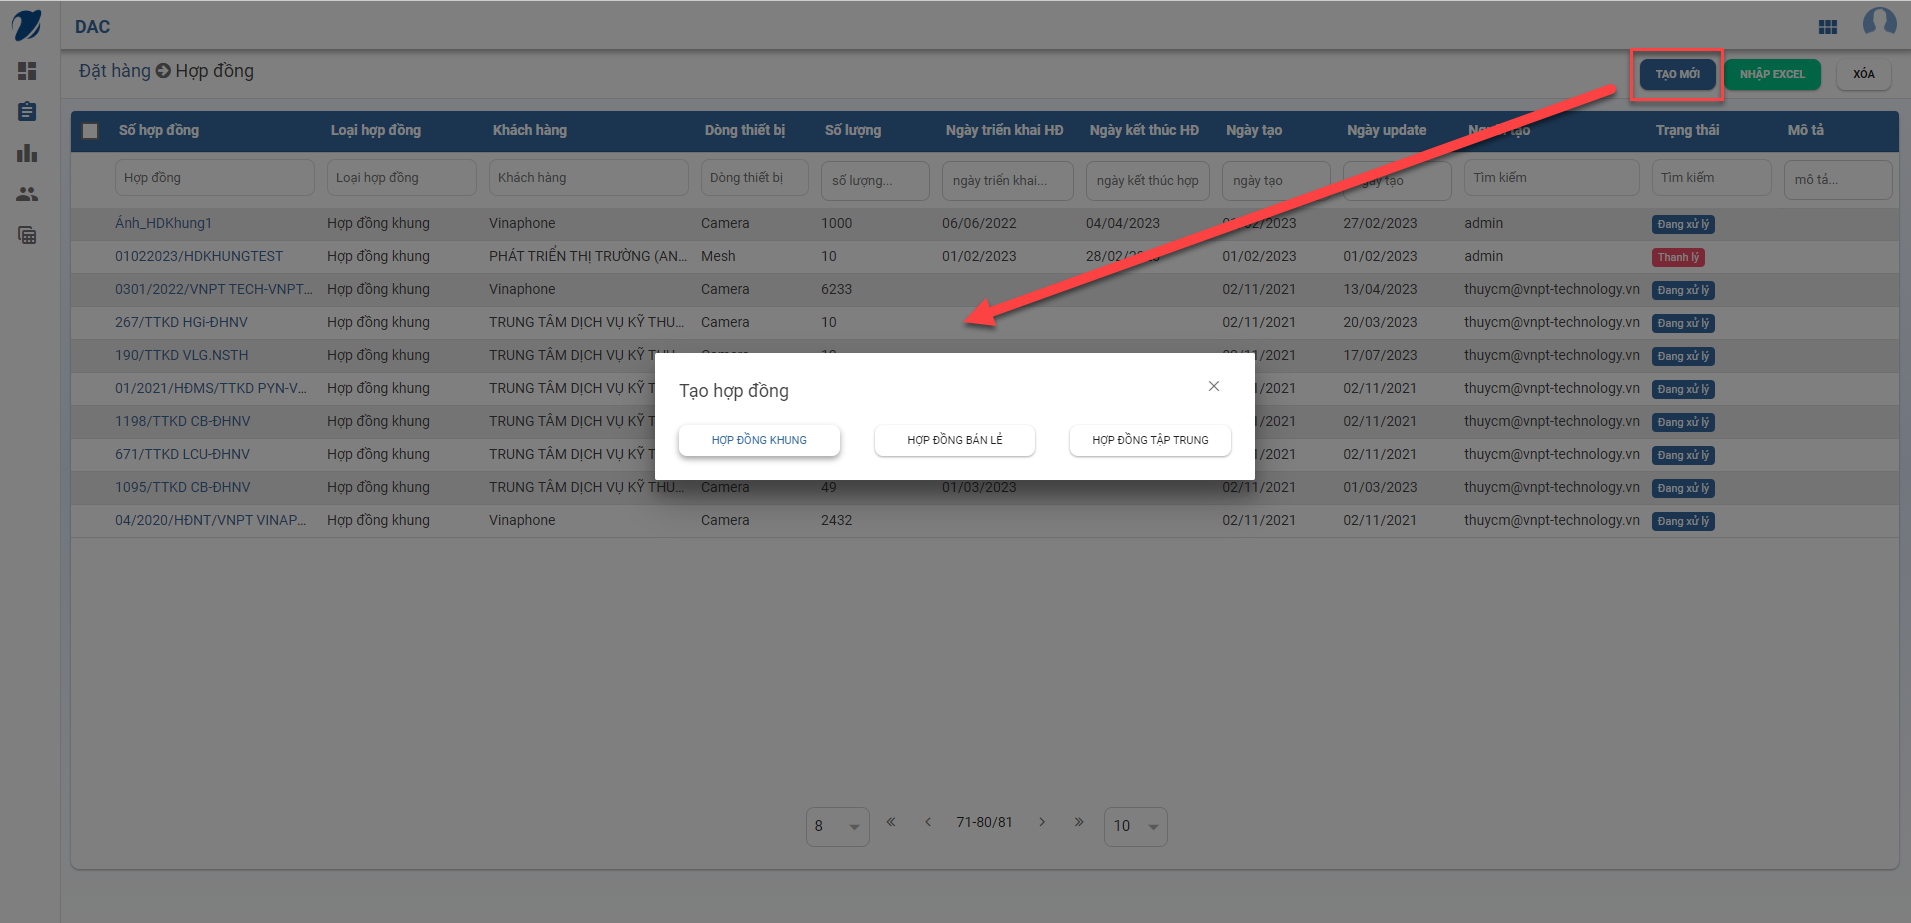 DAC
Đặt hàng Hợp đồng
TẠO MỚI NHẬP EXCEL XÓA
Số hợp đồng Loại hợp đồng Khách hàng Dòng thiết bị Số lượng Ngày triển khai HĐ Ngày kết thúc HĐ Ngày tạo Ngày update Người tạo Trạng thái Mô tả
Hợp đồng Loại hợp đồng Khách hàng Dòng thiết bị số lượng... ngày triển khai... ngày kết thúc hợp ngày tạo ngày tạo Tìm kiếm Tìm kiếm mô tả...
Ánh_HDKhung1 Hợp đồng khung Vinaphone Camera 1000 06/06/2022 04/04/2023 27/02/2023 admin Đang xử lý
01022023/HDKHUNGTEST Hợp đồng khung PHÁT TRIỂN THỊ TRƯỜNG (AN... Mesh 10 01/02/2023 28/02/2023 01/02/2023 01/02/2023 admin Thanh lý
0301/2022/VNPT TECH-VNPT... Hợp đồng khung Vinaphone Camera 6233 02/11/2021 13/04/2023 thuycm@vnpt-technology.vn Đang xử lý
267/TTKD HGi-ĐHNV Hợp đồng khung TRUNG TÂM DỊCH VỤ KỸ THU... Camera 10 02/11/2021 20/03/2023 thuycm@vnpt-technology.vn Đang xử lý
190/TTKD VLG.NSTH Hợp đồng khung TRUNG TÂM DỊCH VỤ KỸ 17/07/2023 thuycm@vnpt-technology.vn Đang xử lý
01/2021/HĐMS/TTKD PYN-V... Hợp đồng khung TRUNG TÂM DỊCH VỤ KỸ T 02/11/2021 thuycm@vnpt-technology.vn Đang xử lý
1198/TTKD CB-ĐHNV Hợp đồng khung TRUNG TÂM DỊCH VỤ KỸ T 02/11/2021 thuycm@vnpt-technology.vn Đang xử lý
671/TTKD LCU-ĐHNV Hợp đồng khung TRUNG TÂM DỊCH VỤ KỸ T 02/11/2021 thuycm@vnpt-technology.vn Đang xử lý
1095/TTKD CB-ĐHNV Hợp đồng khung TRUNG TÂM DỊCH VỤ KỸ THU... Camera 49 01/03/2023 02/11/2021 01/03/2023 thuycm@vnpt-technology.vn Đang xử lý
04/2020/HĐNT/VNPT VINAP... Hợp đồng khung Vinaphone Camera 2432 02/11/2021 02/11/2021 thuycm@vnpt-technology.vn Đang xử lý
Tạo hợp đồng
HỢP ĐỒNG KHUNG HỢP ĐỒNG BÁN LẺ HỢP ĐỒNG TẬP TRUNG
8 71-80/81 10